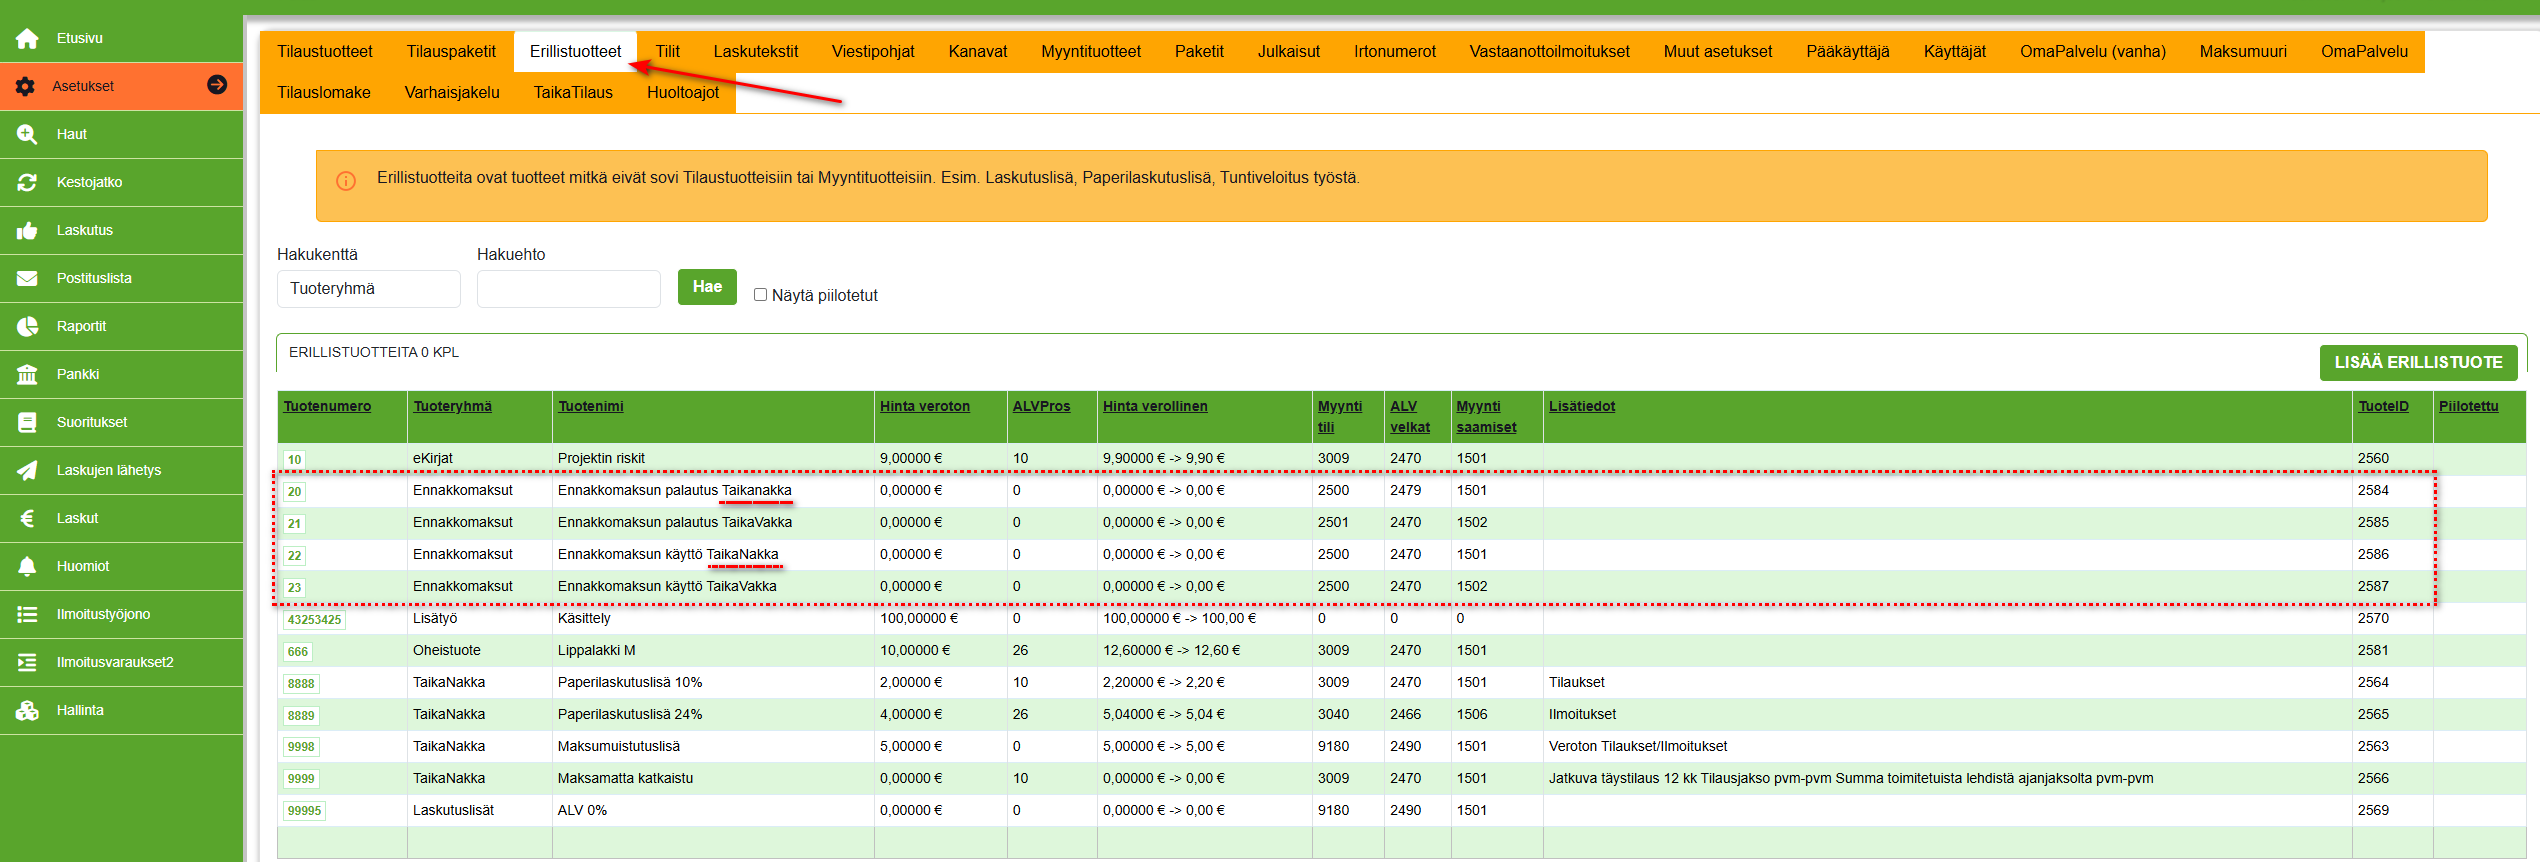 Etusivu
Asetukset
Haut
Kestojatko
Laskutus
Postituslista
Raportit
Pankki
Suoritukset
Laskujen lähetys
Laskut
Huomiot
Ilmoitustyöjono
Ilmoitusvaraukset2
Hallinta
Tilaustuotteet Tilauspaketit Erillistuotteet Tilit Laskutekstit Viestipohjat Kanavat Myyntituotteet Paketit Julkaisut Irtonumerot Vastaanottoilmoitukset Muut asetukset Pääkäyttäjä Käyttäjät OmaPalvelu (vanha) Maksumuuri OmaPalvelu
Tilauslomake Varhaisjakelu TaikaTilaus Huoltoajot
Erillistuotteita ovat tuotteet mitkä eivät sovi Tilaustuotteisiin tai Myyntituotteisiin. Esim. Laskutuslisä, Paperilaskutuslisä, Tuntiveloitus työstä.
Hakukenttä Hakuehto
Tuoteryhmä Hae Näytä piilotetut
ERILLISTUOTTEITA 0 KPL
LISÄÄ ERILLISTUOTE
Tuotenumero Tuoteryhmä Tuotenimi Hinta veroton ALVPros Hinta verollinen Myynti ALV Myynti Lisätiedot TuoteID Piilotettu
tili velkat saamiset
10 eKirjat Projektin riskit 9,00000 € 10 9,90000 € -> 9,90 € 3009 2470 1501 2560
20 Ennakkomaksut Ennakkomaksun palautus Taikanakka 0,00000 € 0 0,00000 € -> 0,00 € 2500 2479 1501 2584
21 Ennakkomaksut Ennakkomaksun palautus TaikaVakka 0,00000 € 0 0,00000 € -> 0,00 € 2501 2470 1502 2585
22 Ennakkomaksut Ennakkomaksun käyttö TaikaNakka 0,00000 € 0 0,00000 € -> 0,00 € 2500 2470 1501 2586
23 Ennakkomaksut Ennakkomaksun käyttö TaikaVakka 0,00000 € 0 0,00000 € -> 0,00 € 2500 2470 1502 2587
43253425 Lisätyö Käsittely 100,00000 € 0 100,00000 € -> 100,00 € 0 0 0 2570
666 Oheistuote Lippalakki M 10,00000 € 26 12,60000 € -> 12,60 € 3009 2470 1501 2581
8888 TaikaNakka Paperilaskutuslisä 10% 2,00000 € 10 2,20000 € -> 2,20 € 3009 2470 1501 Tilaukset 2564
8889 TaikaNakka Paperilaskutuslisä 24% 4,00000 € 26 5,04000 € -> 5,04 € 3040 2466 1506 Ilmoitukset 2565
9998 TaikaNakka Maksumuistutuslisä 5,00000 € 0 5,00000 € -> 5,00 € 9180 2490 1501 Veroton Tilaukset/Ilmoitukset 2563
9999 TaikaNakka Maksamatta katkaistu 0,00000 € 10 0,00000 € -> 0,00 € 3009 2470 1501 Jatkuva täystilaus 12 kk Tilausjakso pvm-pvm Summa toimitetuista lehdistä ajanjaksolta pvm-pvm 2566
99995 Laskutuslisät ALV 0% 0,00000 € 0 0,00000 € -> 0,00 € 9180 2490 1501 2569